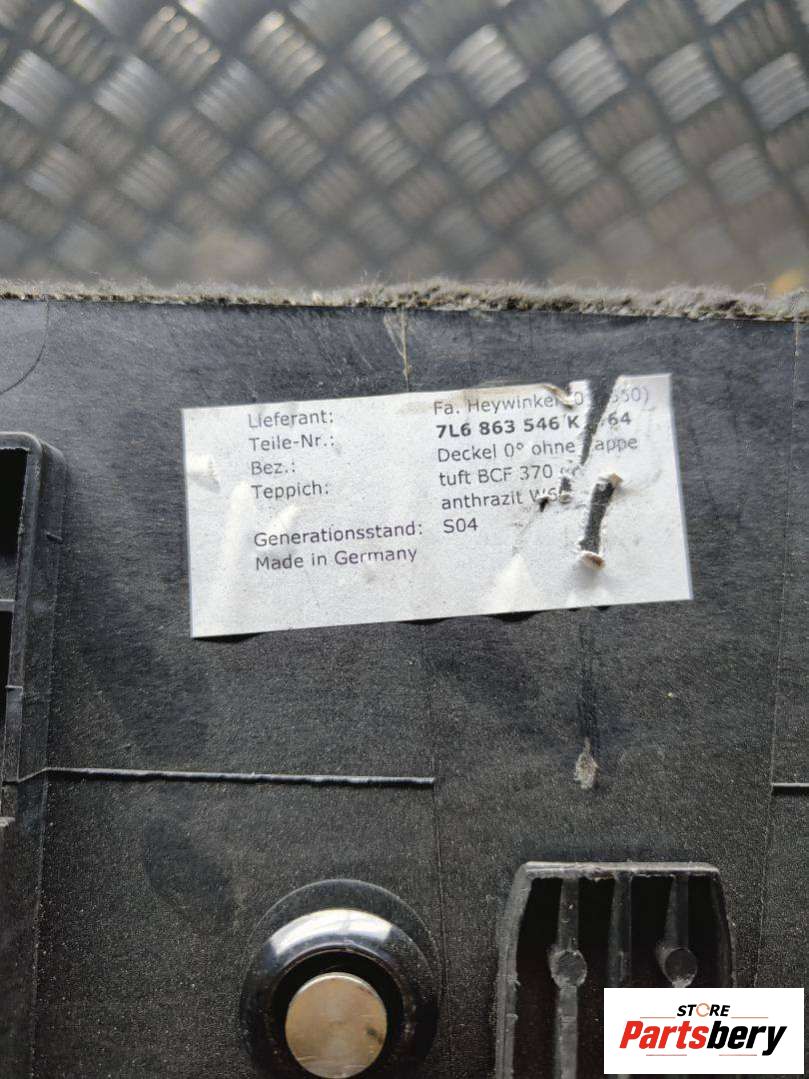 Lieferant: Fa. Heywinkel
Teile-Nr.: 7L6 863 546 K 64
Bez.: Deckel 0° ohne
Teppich: tuft BCF 370
anthrazit
Generationsstand: S04
Made in Germany
STORE
Partsbery